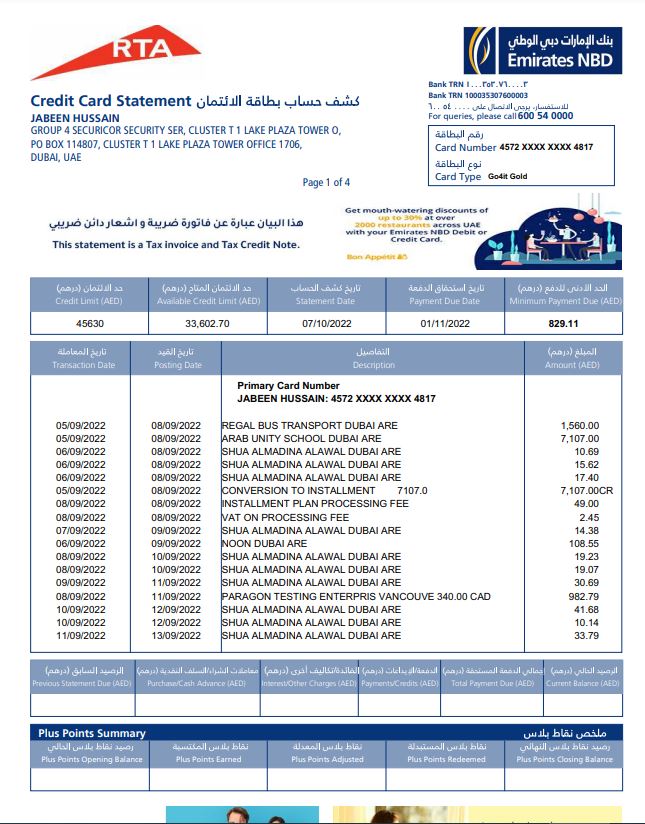 RTA
بنك الإمارات دبي الوطني
Emirates NBD
Bank TRN ١٠٠٠٣٥٣٠٧٦٠٠٠٠٣
Bank TRN 100035307600003
للاستفسار، يرجى الاتصال على ٦٠٠ ٥٤ ٠٠٠٠
For queries, please call 600 54 0000
Credit Card Statement كشف حساب بطاقة الائتمان
JABEEN HUSSAIN
GROUP 4 SECURICOR SECURITY SER, CLUSTER T 1 LAKE PLAZA TOWER O,
PO BOX 114807, CLUSTER T 1 LAKE PLAZA TOWER OFFICE 1706,
DUBAI, UAE
رقم البطاقة
Card Number 4572 XXXX XXXX 4817
نوع البطاقة
Card Type Go4it Gold
Page 1 of 4
هذا البيان عبارة عن فاتورة ضريبة و اشعار دائن ضريبي
This statement is a Tax invoice and Tax Credit Note.
Get mouth-watering discounts of
up to 30% at over
2000 restaurants across UAE
with your Emirates NBD Debit or
Credit Card.
Bon Appétit
حد الائتمان (درهم) حد الائتمان المتاح (درهم) تاريخ كشف الحساب تاريخ استحقاق الدفعة الحد الأدنى للدفع (درهم)
Credit Limit (AED) Available Credit Limit (AED) Statement Date Payment Due Date Minimum Payment Due (AED)
45630 33,602.70 07/10/2022 01/11/2022 829.11
تاريخ المعاملة تاريخ القيد التفاصيل المبلغ (درهم)
Transaction Date Posting Date Description Amount (AED)
Primary Card Number
JABEEN HUSSAIN: 4572 XXXX XXXX 4817
05/09/2022 08/09/2022 REGAL BUS TRANSPORT DUBAI ARE 1,560.00
05/09/2022 08/09/2022 ARAB UNITY SCHOOL DUBAI ARE 7,107.00
06/09/2022 08/09/2022 SHUA ALMADINA ALAWAL DUBAI ARE 10.69
06/09/2022 08/09/2022 SHUA ALMADINA ALAWAL DUBAI ARE 15.62
06/09/2022 08/09/2022 SHUA ALMADINA ALAWAL DUBAI ARE 17.40
05/09/2022 08/09/2022 CONVERSION TO INSTALLMENT 7107.0 7,107.00CR
08/09/2022 08/09/2022 INSTALLMENT PLAN PROCESSING FEE 49.00
08/09/2022 08/09/2022 VAT ON PROCESSING FEE 2.45
07/09/2022 09/09/2022 SHUA ALMADINA ALAWAL DUBAI ARE 14.38
06/09/2022 09/09/2022 NOON DUBAI ARE 108.55
08/09/2022 10/09/2022 SHUA ALMADINA ALAWAL DUBAI ARE 19.23
08/09/2022 10/09/2022 SHUA ALMADINA ALAWAL DUBAI ARE 19.07
09/09/2022 11/09/2022 SHUA ALMADINA ALAWAL DUBAI ARE 30.69
08/09/2022 11/09/2022 PARAGON TESTING ENTERPRIS VANCOUVE 340.00 CAD 982.79
10/09/2022 12/09/2022 SHUA ALMADINA ALAWAL DUBAI ARE 41.68
10/09/2022 12/09/2022 SHUA ALMADINA ALAWAL DUBAI ARE 10.14
11/09/2022 13/09/2022 SHUA ALMADINA ALAWAL DUBAI ARE 33.79
الرصيد السابق (درهم) معاملات الشراء/السلف النقدية (درهم) الفائدة/تكاليف أخرى (درهم) الدفعة/الإيداعات (درهم) إجمالي الدفعة المستحقة (درهم) الرصيد الحالي (درهم)
Previous Statement Due (AED) Purchase/Cash Advance (AED) Interest/Other Charges (AED) Payments/Credits (AED) Total Payment Due (AED) Current Balance (AED)
Plus Points Summary ملخص نقاط بلاس
رصيد نقاط بلاس الحالي نقاط بلاس المكتسبة نقاط بلاس المعدلة نقاط بلاس المستبدلة رصيد نقاط بلاس النهائي
Plus Points Opening Balance Plus Points Earned Plus Points Adjusted Plus Points Redeemed Plus Points Closing Balance